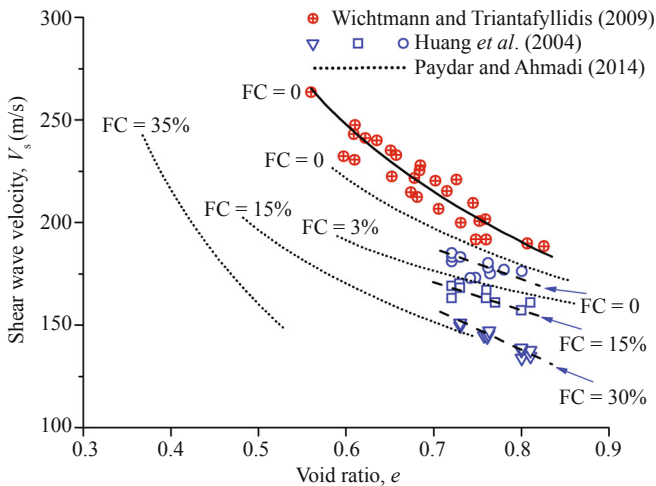 Wichtmann and Triantafyllidis (2009)
Huang et al. (2004)
Paydar and Ahmadi (2014)
300
250
200
150
100
Shear wave velocity, Vs (m/s)
FC = 0
FC = 35%
FC = 0
FC = 15%
FC = 3%
FC = 0
FC = 15%
FC = 30%
0.3 0.4 0.5 0.6 0.7 0.8 0.9
Void ratio, e